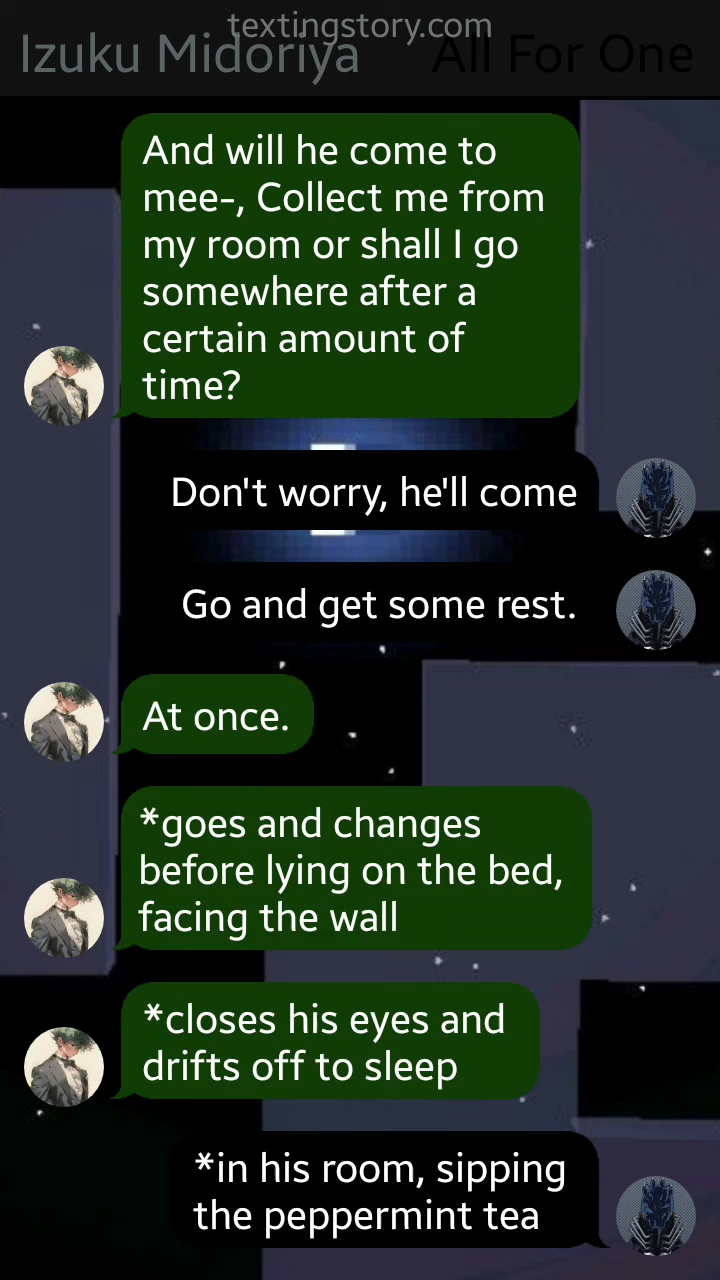 textingstory.com
Izuku Midoriya All For One
And will he come to
mee-, Collect me from
my room or shall I go
somewhere after a
certain amount of
time?
Don't worry, he'll come
Go and get some rest.
At once.
*goes and changes
before lying on the bed,
facing the wall
*closes his eyes and
drifts off to sleep
*in his room, sipping
the peppermint tea